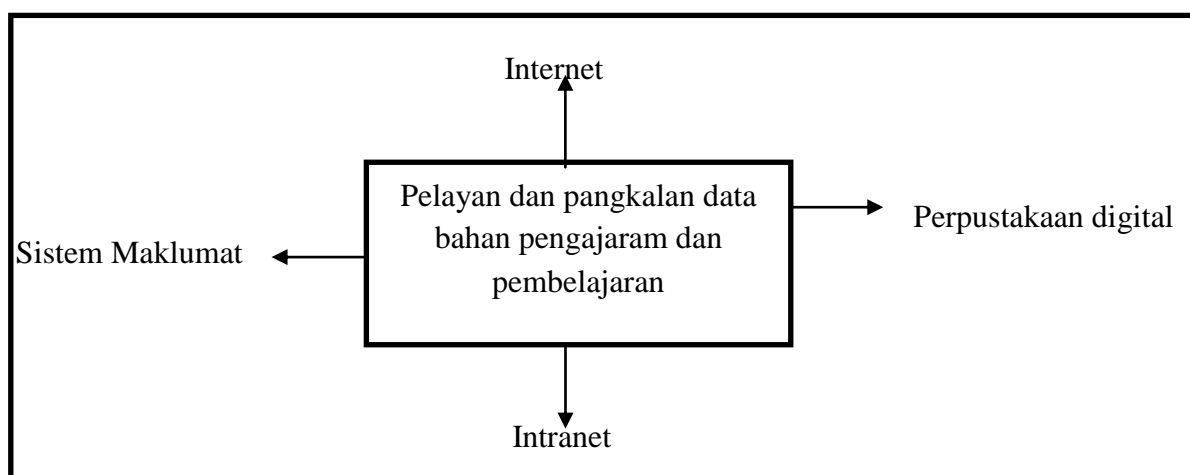 Internet
Pelayan dan pangkalan data
bahan pengajaram dan
pembelajaran
Perpustakaan digital
Sistem Maklumat
Intranet